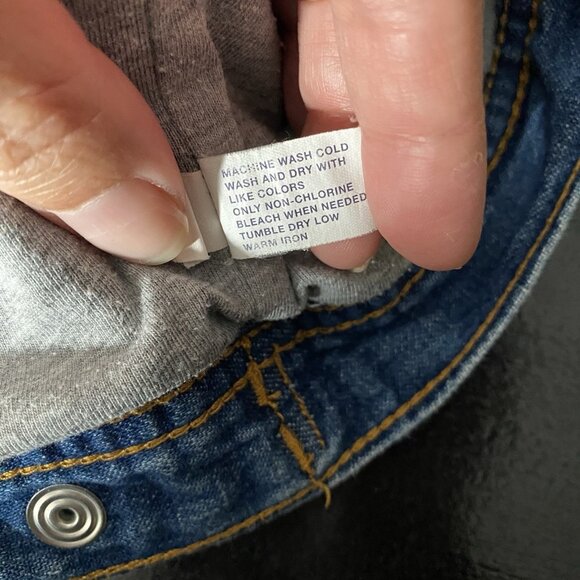 MACHINE WASH COLD
WASH AND DRY WITH
LIKE COLORS
ONLY NON-CHLORINE
BLEACH WHEN NEEDED
TUMBLE DRY LOW
WARM IRON